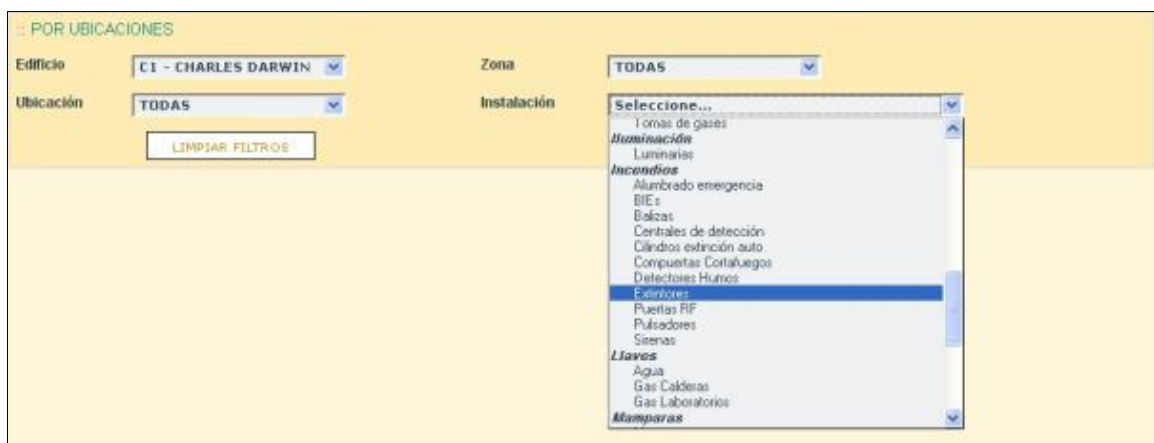 :: POR UBICACIONES
Edificio C1 - CHARLES DARWIN Zona TODAS
Ubicación TODAS Instalación Seleccione...
LIMPIAR FILTROS
Tomas de gases
Iluminación
Luminarias
Incendios
Alumbrado emergencia
BIEs
Balizas
Centrales de detección
Cilindros extinción auto
Compuertas Cortafuegos
Detectores Humos
Extintores
Puertas RF
Pulsadores
Sirenas
Llaves
Agua
Gas Calderas
Gas Laboratorios
Mamparas